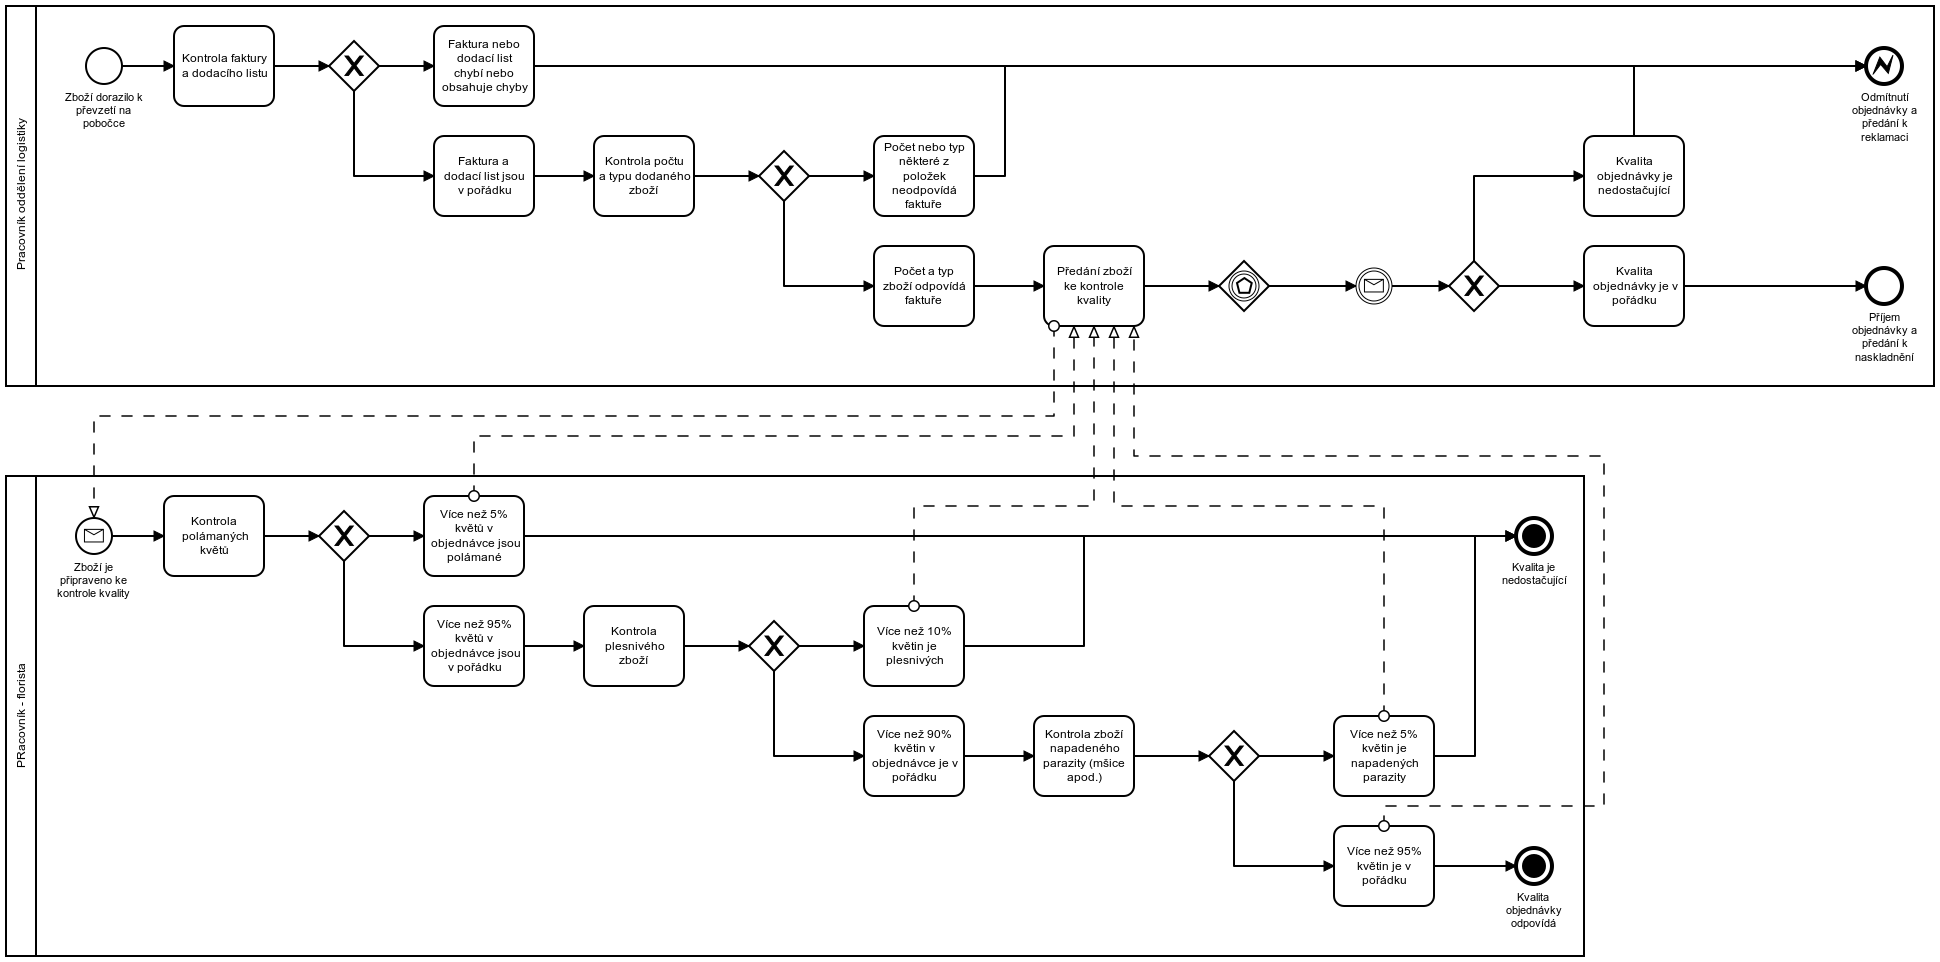 Pracovník oddělení logistiky
Zboží dorazilo k
převzetí na
pobočce
Kontrola faktury
a dodacího listu
Faktura nebo
dodací list
chybí nebo
obsahuje chyby
Faktura a
dodací list jsou
v pořádku
Kontrola počtu
a typu dodaného
zboží
Počet nebo typ
některé z
položek
neodpovídá
faktuře
Počet a typ
zboží odpovídá
faktuře
Předání zboží
ke kontrole
kvality
Kvalita
objednávky je
nedostačující
Kvalita
objednávky je v
pořádku
Odmítnutí
objednávky a
předání k
reklamaci
Příjem
objednávky a
předání k
naskladnění
PRacovník - florista
Zboží je
připraveno ke
kontrole kvality
Kontrola
polámaných
květů
Více než 5%
květů v
objednávce jsou
polámané
Více než 95%
květů v
objednávce jsou
v pořádku
Kontrola
plesnivého
zboží
Více než 10%
květin je
plesnivých
Více než 90%
květin v
objednávce je v
pořádku
Kontrola zboží
napadeného
parazity (mšice
apod.)
Více než 5%
květin je
napadených
parazity
Více než 95%
květin je v
pořádku
Kvalita je
nedostačující
Kvalita
objednávky
odpovídá